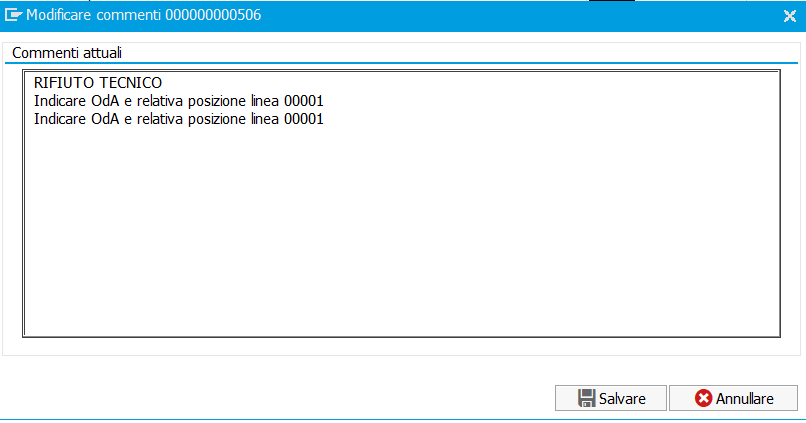 Modificare commenti 000000000506
Commenti attuali
RIFIUTO TECNICO
Indicare OdA e relativa posizione linea 00001
Indicare OdA e relativa posizione linea 00001
Salvare
Annullare